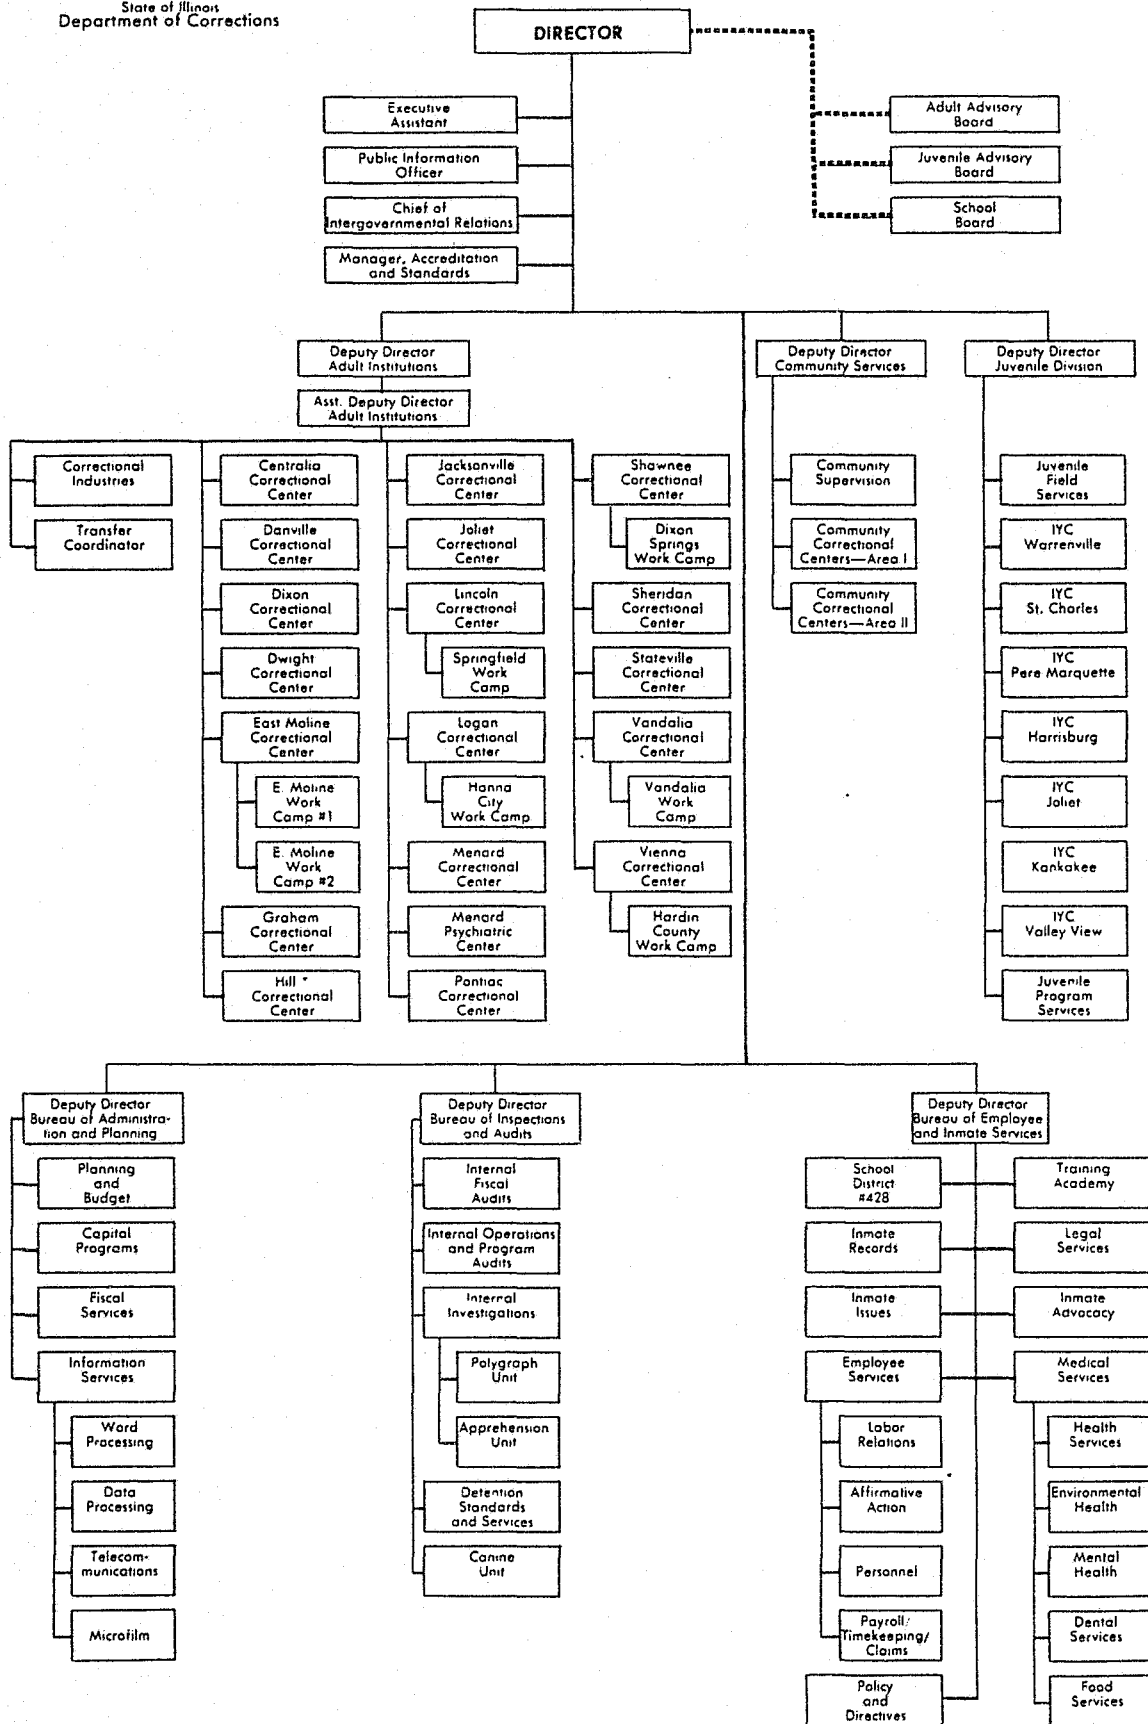 State of Illinois
Department of Corrections
DIRECTOR
Executive
Assistant
Public Information
Officer
Chief of
Intergovernmental Relations
Manager, Accreditation
and Standards
Adult Advisory
Board
Juvenile Advisory
Board
School
Board
Deputy Director
Adult Institutions
Asst. Deputy Director
Adult Institutions
Deputy Director
Community Services
Deputy Director
Juvenile Division
Correctional
Industries
Transfer
Coordinator
Centralia
Correctional
Center
Danville
Correctional
Center
Dixon
Correctional
Center
Dwight
Correctional
Center
East Moline
Correctional
Center
E. Moline
Work
Camp #1
E. Moline
Work
Camp #2
Graham
Correctional
Center
Hill *
Correctional
Center
Jacksonville
Correctional
Center
Joliet
Correctional
Center
Lincoln
Correctional
Center
Springfield
Work
Camp
Logan
Correctional
Center
Hanna
City
Work Camp
Menard
Correctional
Center
Menard
Psychiatric
Center
Pontiac
Correctional
Center
Shawnee
Correctional
Center
Dixon
Springs
Work Camp
Sheridan
Correctional
Center
Stateville
Correctional
Center
Vandalia
Correctional
Center
Vandalia
Work
Camp
Vienna
Correctional
Center
Hardin
County
Work Camp
Community
Supervision
Community
Correctional
Centers—Area I
Community
Correctional
Centers—Area II
Juvenile
Field
Services
IYC
Warrenville
IYC
St. Charles
IYC
Pere Marquette
IYC
Harrisburg
IYC
Joliet
IYC
Kankakee
IYC
Valley View
Juvenile
Program
Services
Deputy Director
Bureau of Administra-
tion and Planning
Planning
and
Budget
Capital
Programs
Fiscal
Services
Information
Services
Word
Processing
Data
Processing
Telecom-
munications
Microfilm
Deputy Director
Bureau of Inspections
and Audits
Internal
Fiscal
Audits
Internal Operations
and Program
Audits
Internal
Investigations
Polygraph
Unit
Apprehension
Unit
Detention
Standards
and Services
Canine
Unit
Deputy Director
Bureau of Employee
and Inmate Services
School
District
#428
Training
Academy
Inmate
Records
Legal
Services
Inmate
Issues
Inmate
Advocacy
Employee
Services
Medical
Services
Labor
Relations
Affirmative
Action
Personnel
Payroll/
Timekeeping/
Claims
Policy
and
Directives
Health
Services
Environmental
Health
Mental
Health
Dental
Services
Food
Services